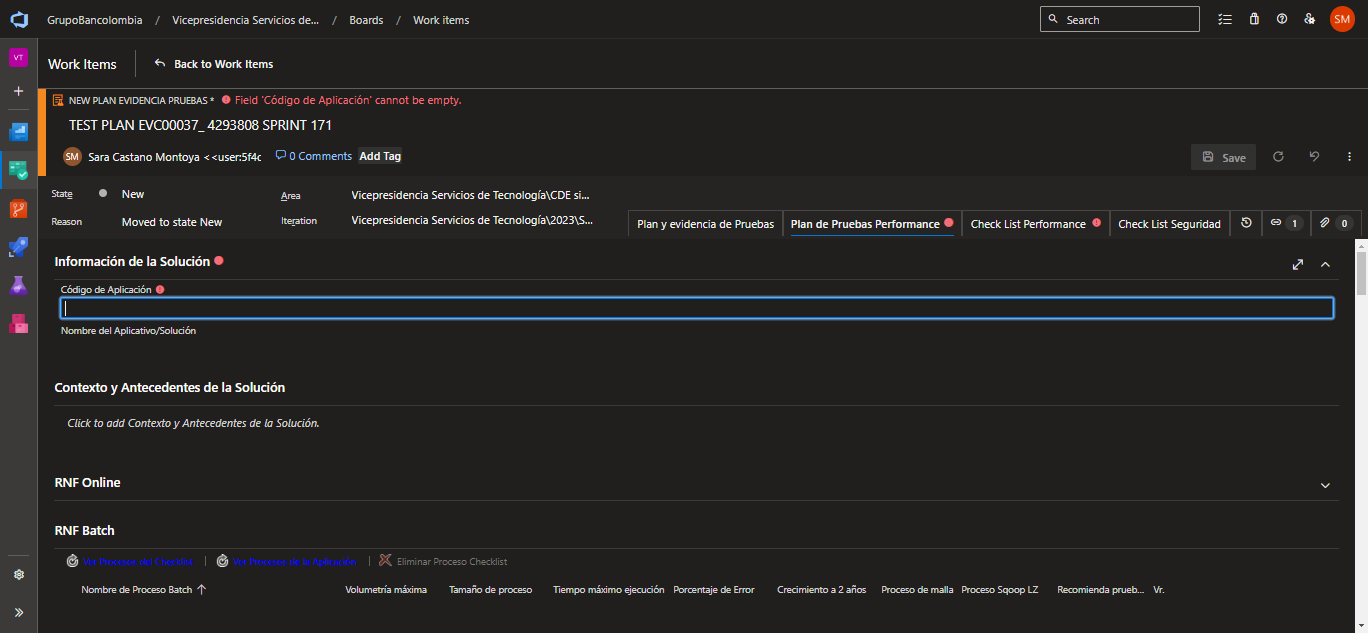 GrupoBancolombia / Vicepresidencia Servicios de... / Boards / Work items
Search
SM
VT
Work Items
Back to Work Items
NEW PLAN EVIDENCIA PRUEBAS * Field 'Código de Aplicación' cannot be empty.
TEST PLAN EVC00037_ 4293808 SPRINT 171
SM Sara Castano Montoya < <user:5f4c
0 Comments
Add Tag
Save
State New
Area Vicepresidencia Servicios de Tecnología\CDE si...
Reason Moved to state New
Iteration Vicepresidencia Servicios de Tecnología\2023\S...
Plan y evidencia de Pruebas
Plan de Pruebas Performance
Check List Performance
Check List Seguridad
1
0
Información de la Solución
Código de Aplicación
Nombre del Aplicativo/Solución
Contexto y Antecedentes de la Solución
Click to add Contexto y Antecedentes de la Solución.
RNF Online
RNF Batch
Ver Procesos del Checklist | Ver Procesos de la Aplicación | Eliminar Proceso Checklist
Nombre de Proceso Batch Volumetría máxima Tamaño de proceso Tiempo máximo ejecución Porcentaje de Error Crecimiento a 2 años Proceso de malla Proceso Sqoop LZ Recomienda prueb... Vr.